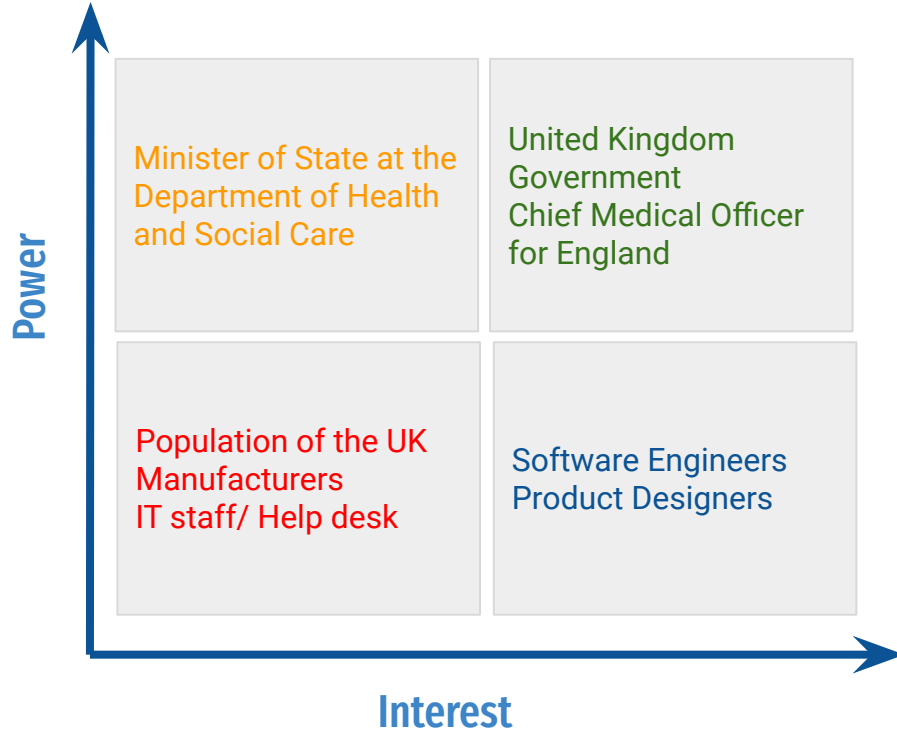 Power
Minister of State at the
Department of Health
and Social Care
United Kingdom
Government
Chief Medical Officer
for England
Population of the UK
Manufacturers
IT staff/ Help desk
Software Engineers
Product Designers
Interest